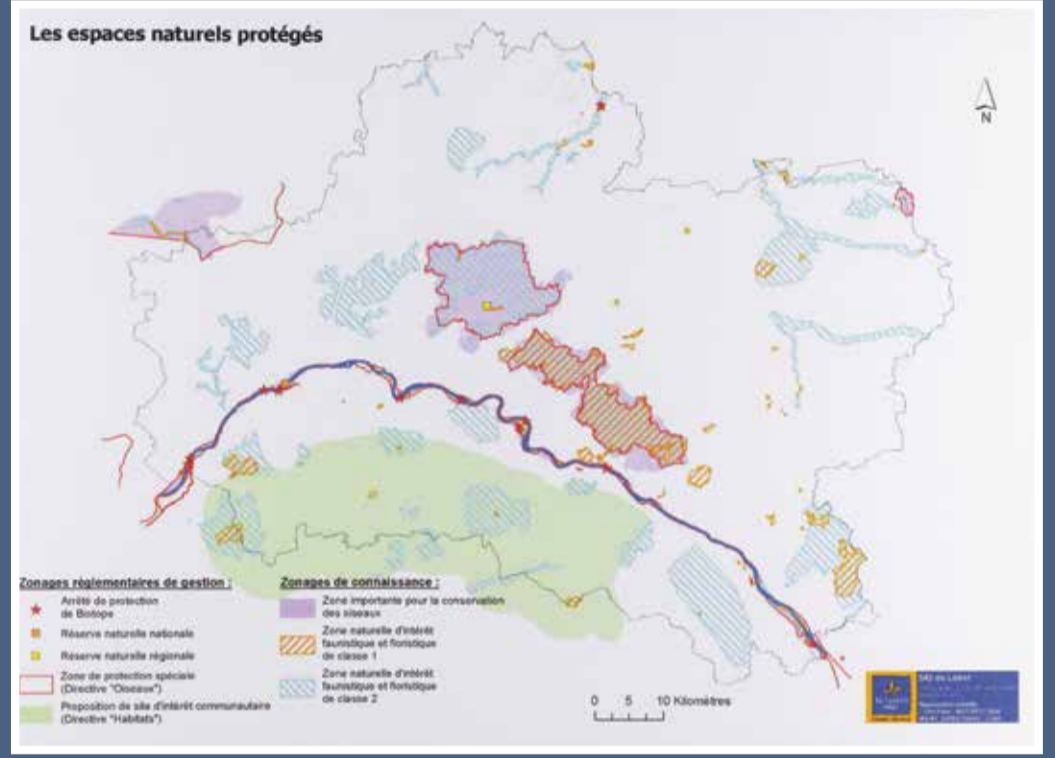 Les espaces naturels protégés
N
Zonages règlementaires de gestion :
Arrêté de protection
de Biotope
Réserve naturelle nationale
Réserve naturelle régionale
Zone de protection spéciale
(Directive "Oiseaux")
Proposition de site d'intérêt communautaire
(Directive "Habitats")
Zonages de connaissance :
Zone importante pour la conservation
des oiseaux
Zone naturelle d'intérêt
faunistique et floristique
de classe 1
Zone naturelle d'intérêt
faunistique et floristique
de classe 2
0 5 10 Kilomètres
SIG du Loiret